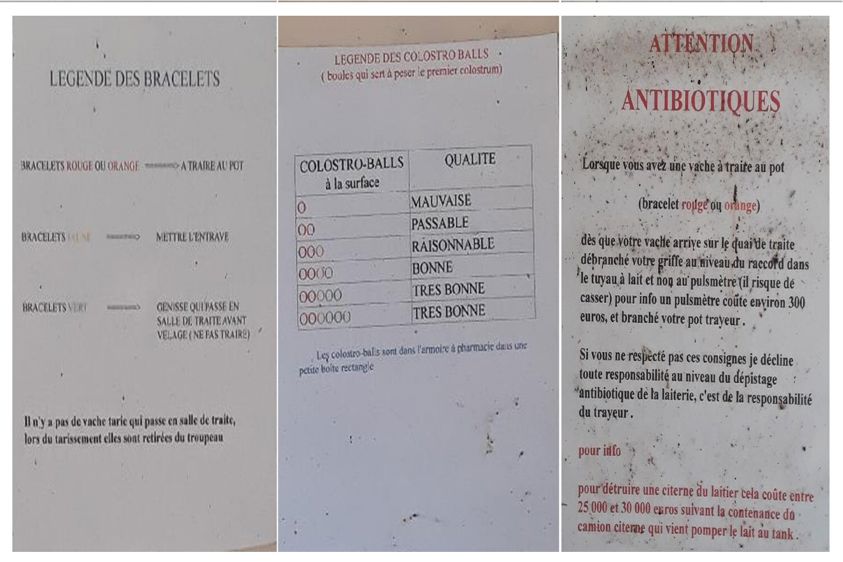 LEGENDE DES BRACELETS
BRACELETS ROUGE OU ORANGE ⟹ A TRAIRE AU POT
BRACELETS JAUNE ⟹ METTRE L'ENTRAVE
BRACELETS VERT ⟹ GENISSE QUI PASSE EN
SALLE DE TRAITE AVANT
VELAGE ( NE PAS TRAIRE)
Il n'y a pas de vache tarie qui passe en salle de traite,
lors du tarissement elles sont retirées du troupeau
LEGENDE DES COLOSTRO BALLS
( boules qui sert à peser le premier colostrum)
COLOSTRO-BALLS QUALITE
à la surface
O MAUVAISE
OO PASSABLE
OOO RAISONNABLE
OOOO BONNE
OOOOO TRES BONNE
OOOOOO TRES BONNE
Les colostro-balls sont dans l'armoire à pharmacie dans une
petite boîte rectangle
ATTENTION
ANTIBIOTIQUES
Lorsque vous avez une vache à traite au pot
(bracelet rouge ou orange)
dès que votre vache arrive sur le quai de traite
débranché votre griffe au niveau du raccord dans
le tuyau à lait et non au pulsmètre (il risque de
casser) pour info un pulsmètre coûte environ 300
euros, et branché votre pot trayeur .
Si vous ne respecté pas ces consignes je décline
toute responsabilité au niveau du dépistage
antibiotique de la laiterie, c'est de la responsabilité
du trayeur .
pour info
pour détruire une citerne du laitier cela coûte entre
25 000 et 30 000 euros suivant la contenance du
camion citerne qui vient pomper le lait au tank .